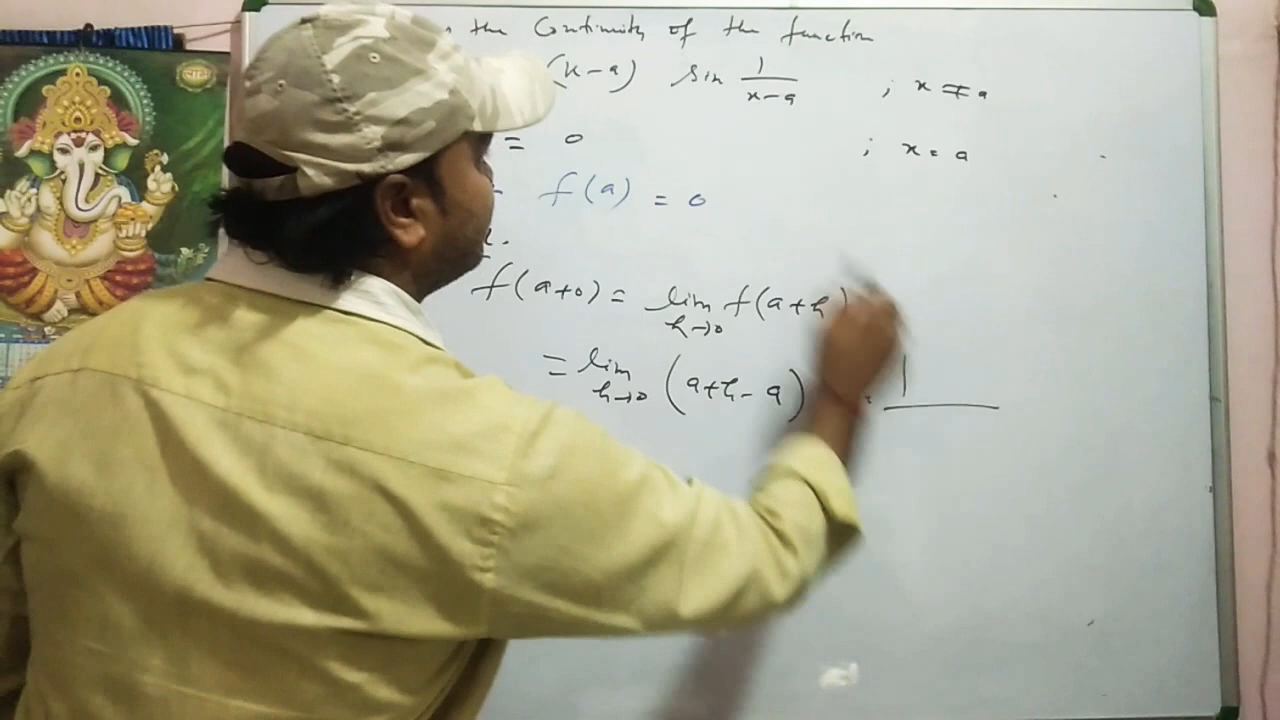 the Continuity of the function
(x-a) sin 1/(x-a) ; x ≠ a
= 0 ; x = a
f(a) = 0
f(a+0) = lim h→0 f(a+h)
= lim h→0 (a+h-a) 1